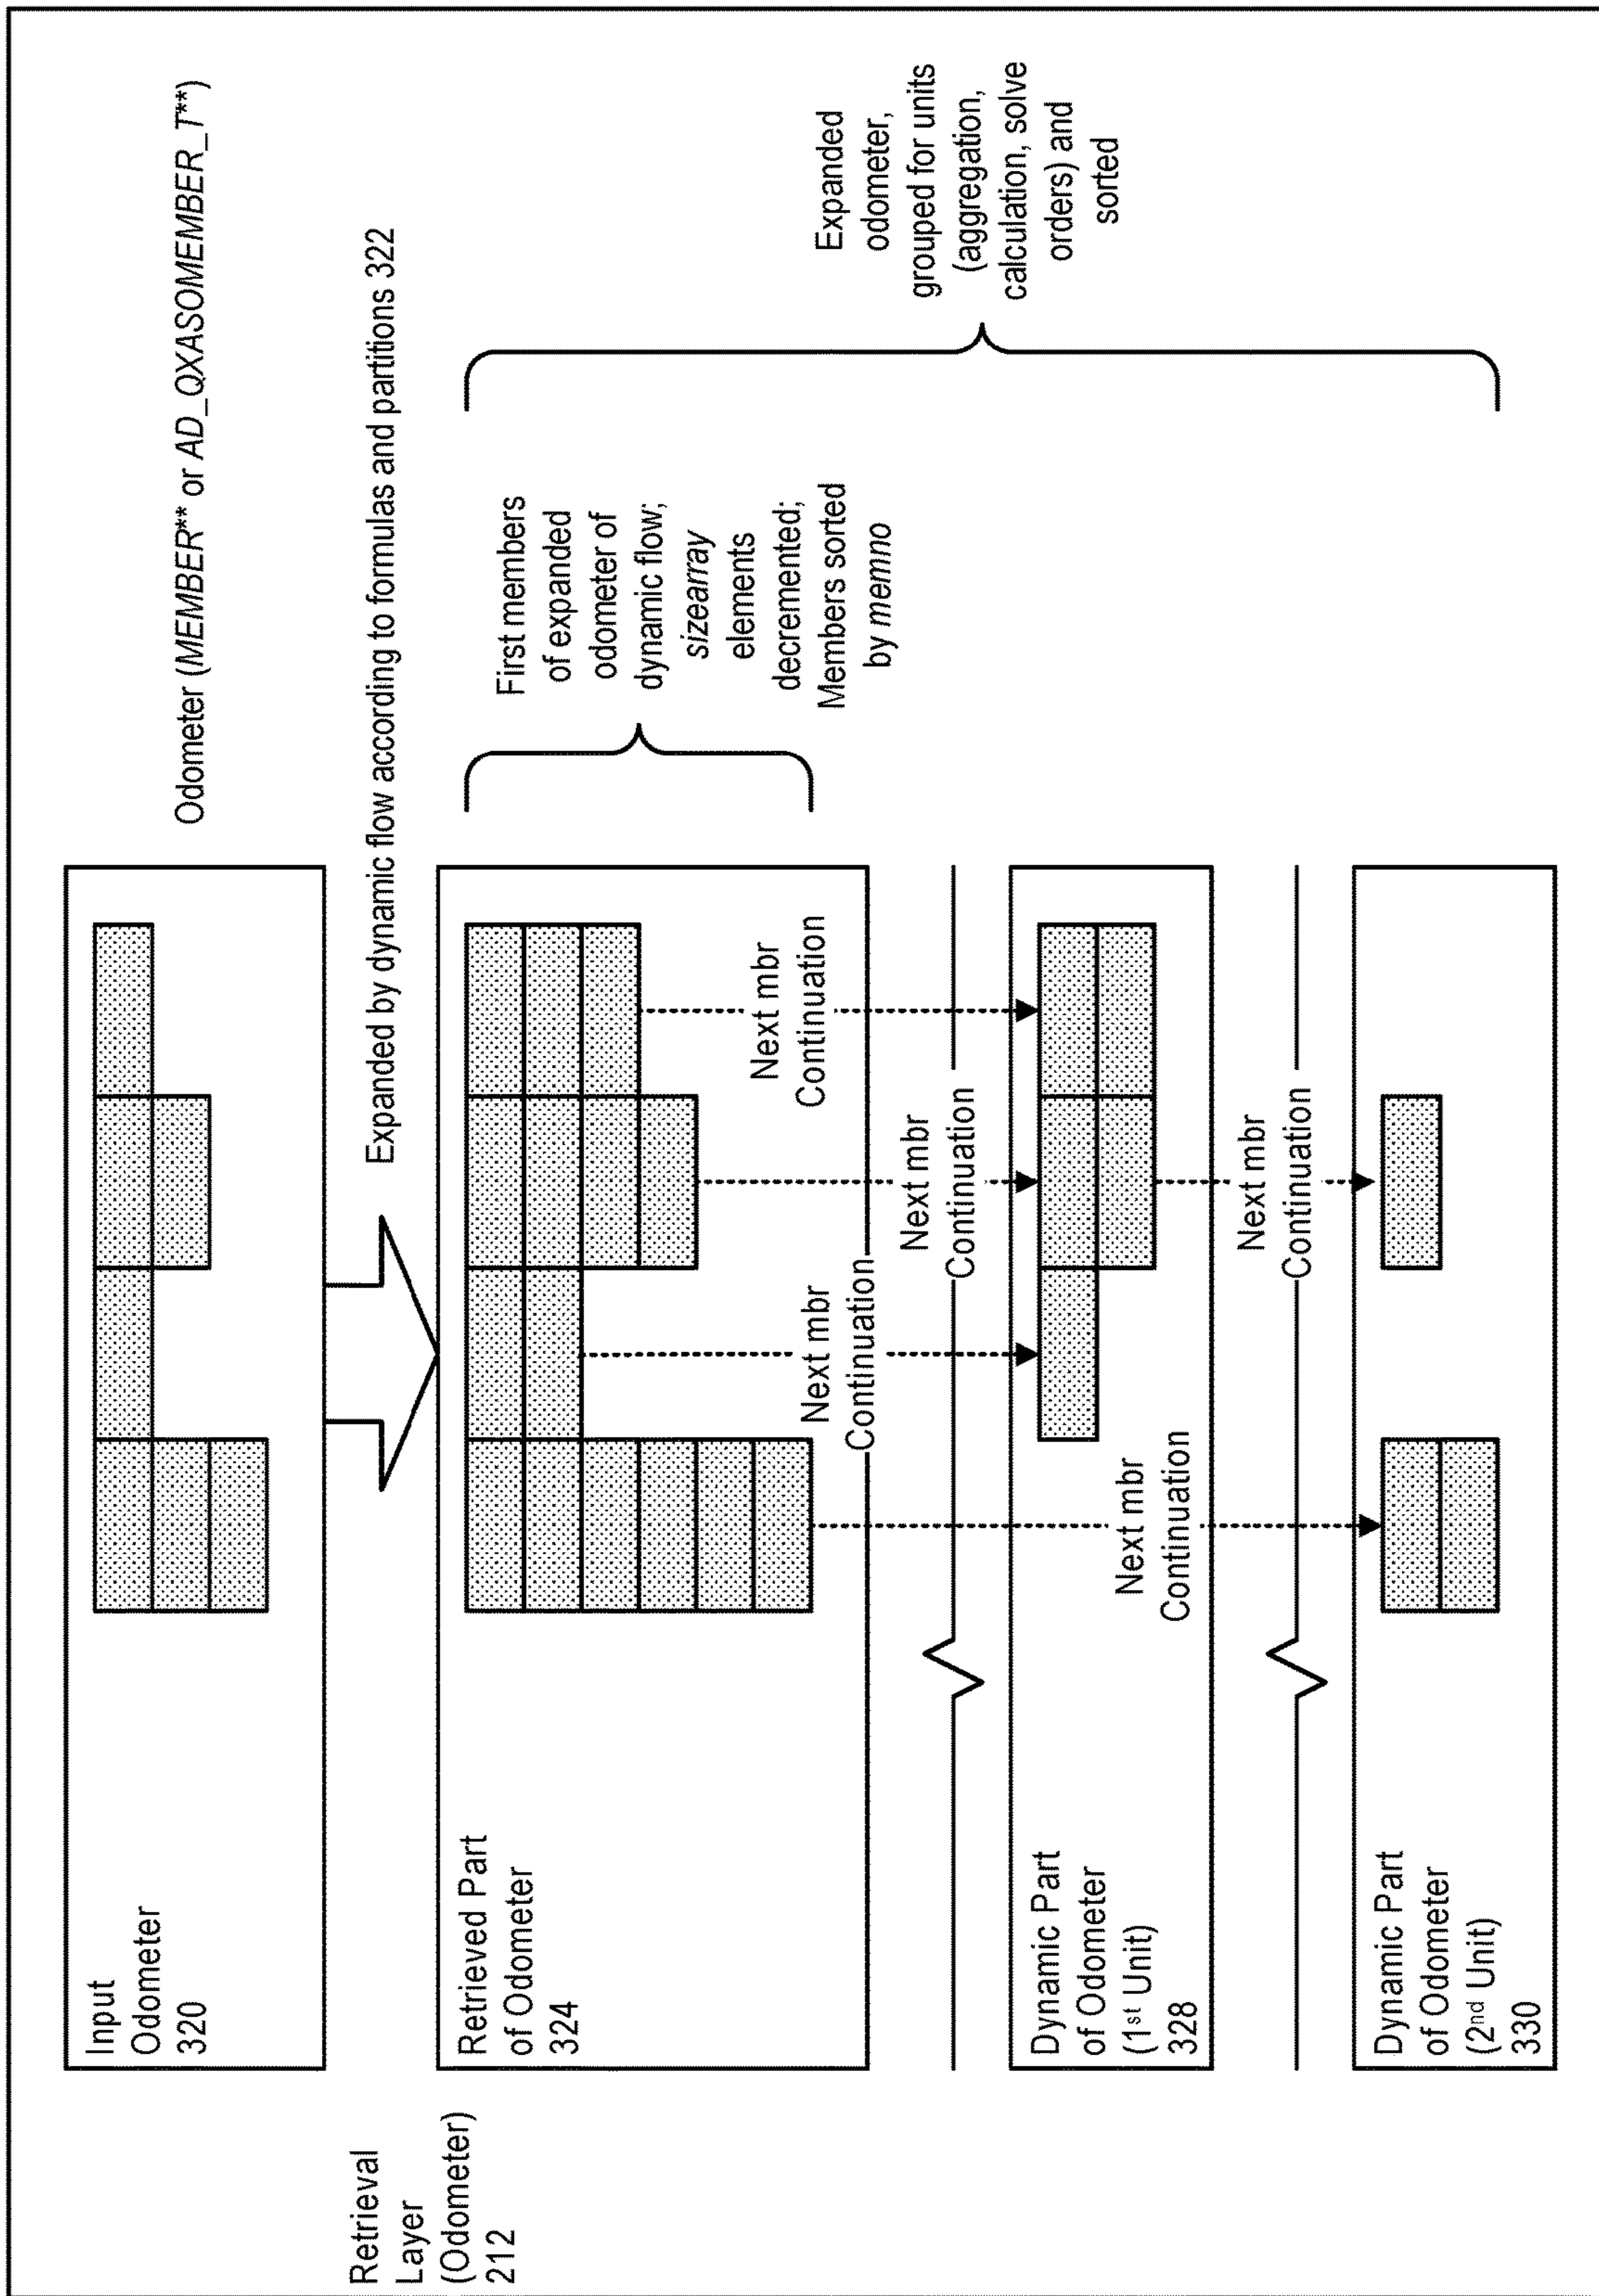 Retrieval
Layer
(Odometer)
212
Input
Odometer
320
Odometer (MEMBER** or AD_QXASOMEMBER_T**)
Expanded by dynamic flow according to formulas and partitions 322
Retrieved Part
of Odometer
324
First members
of expanded
odometer of
dynamic flow;
sizearray
elements
decremented;
Members sorted
by memno
Expanded
odometer,
grouped for units
(aggregation,
calculation, solve
orders) and
sorted
Next mbr
Continuation
Next mbr
Continuation
Next mbr
Continuation
Dynamic Part
of Odometer
(1st Unit)
328
Next mbr
Continuation
Next mbr
Continuation
Dynamic Part
of Odometer
(2nd Unit)
330